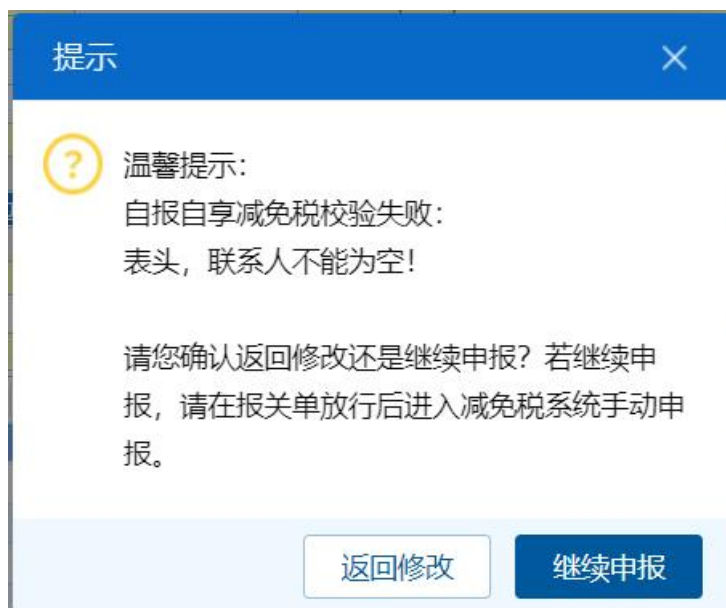 提示
温馨提示:
自报自享减免税校验失败:
表头，联系人不能为空!
请您确认返回修改还是继续申报? 若继续申
报，请在报关单放行后进入减免税系统手动申
报。
返回修改
继续申报